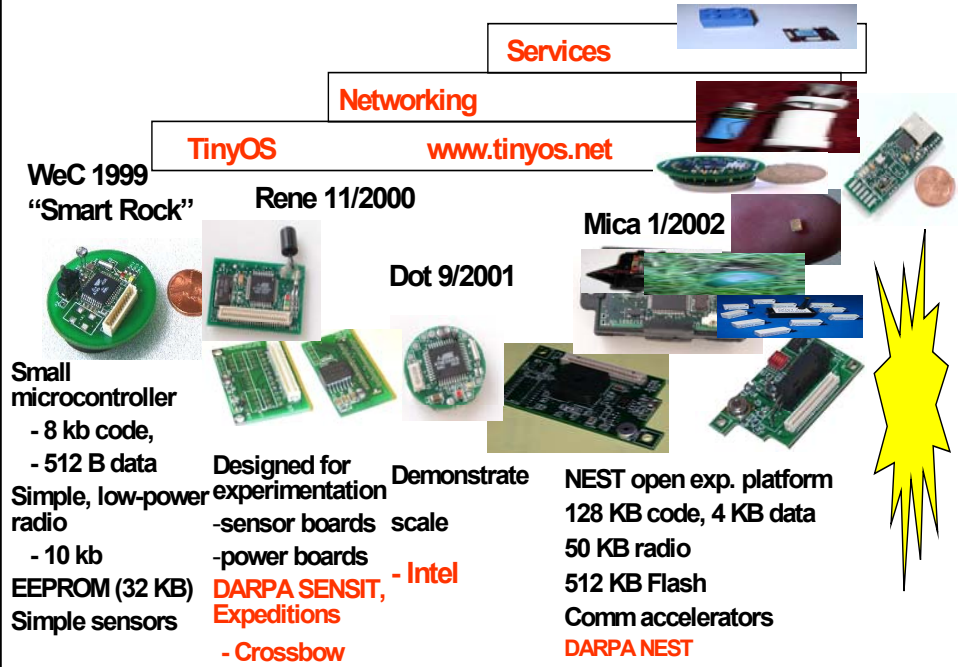 Services
Networking
TinyOS www.tinyos.net
WeC 1999
“Smart Rock”
Rene 11/2000
Dot 9/2001
Mica 1/2002
Small
microcontroller
- 8 kb code,
- 512 B data
Simple, low-power
radio
- 10 kb
EEPROM (32 KB)
Simple sensors
Designed for
experimentation
-sensor boards
-power boards
DARPA SENSIT,
Expeditions
- Crossbow
Demonstrate
scale
- Intel
NEST open exp. platform
128 KB code, 4 KB data
50 KB radio
512 KB Flash
Comm accelerators
DARPA NEST